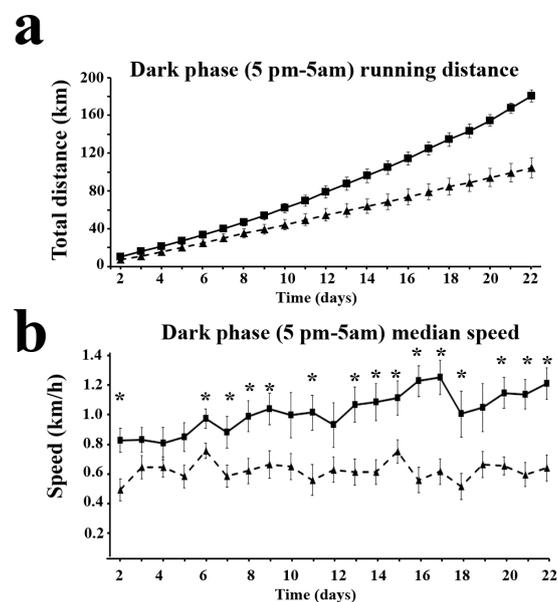 a
Dark phase (5 pm-5am) running distance
Total distance (km)
200
160
120
80
40
0
2 4 6 8 10 12 14 16 18 20 22
Time (days)
b
Dark phase (5 pm-5am) median speed
Speed (km/h)
1.4
1.2
1.0
0.8
0.6
0.4
0.2
* * * * * * * * * * * * * * *
2 4 6 8 10 12 14 16 18 20 22
Time (days)